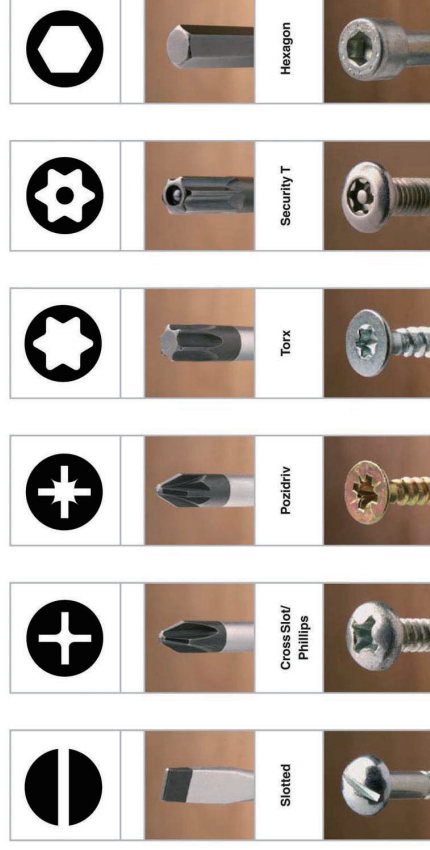 Slotted
Cross Slot/
Phillips
Pozidriv
Torx
Security T
Hexagon